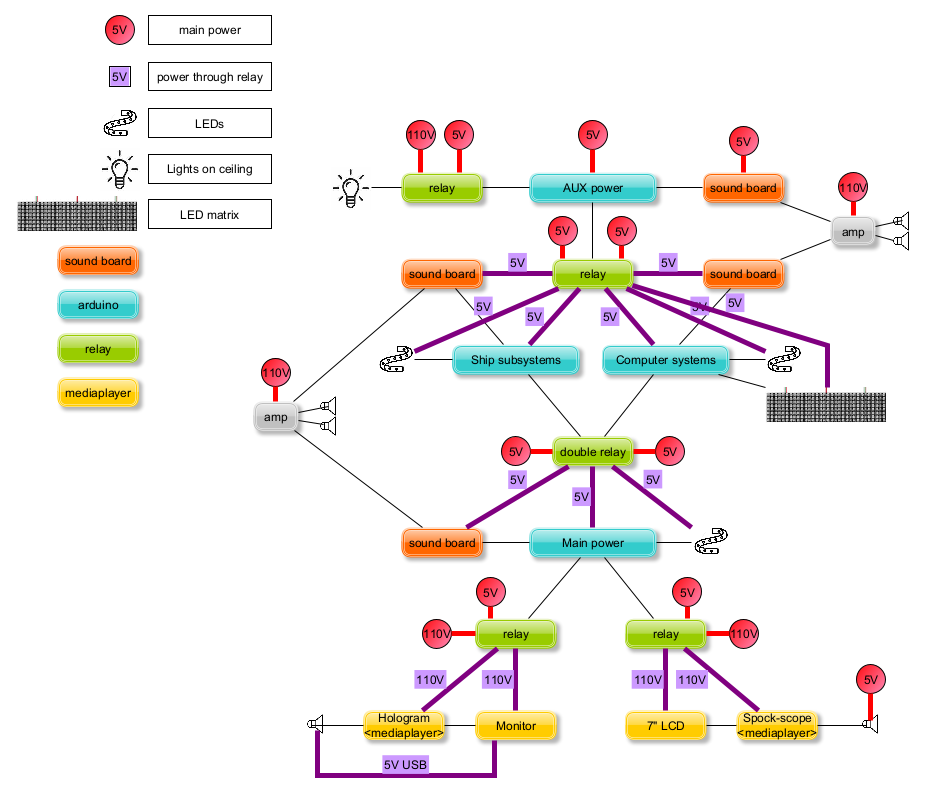 5V main power
5V power through relay
LEDs
Lights on ceiling
LED matrix
sound board
arduino
relay
mediaplayer
110V 5V 5V 5V
110V
relay AUX power sound board
amp
5V 5V
5V 5V
sound board relay sound board
5V 5V 5V
5V 5V
Ship subsystems Computer systems
110V
amp
5V double relay 5V
5V 5V
5V
sound board Main power
5V 5V
110V relay relay 110V
110V 110V 110V 110V
5V
Hologram
<mediaplayer>
Monitor
7" LCD
Spock-scope
<mediaplayer>
5V USB